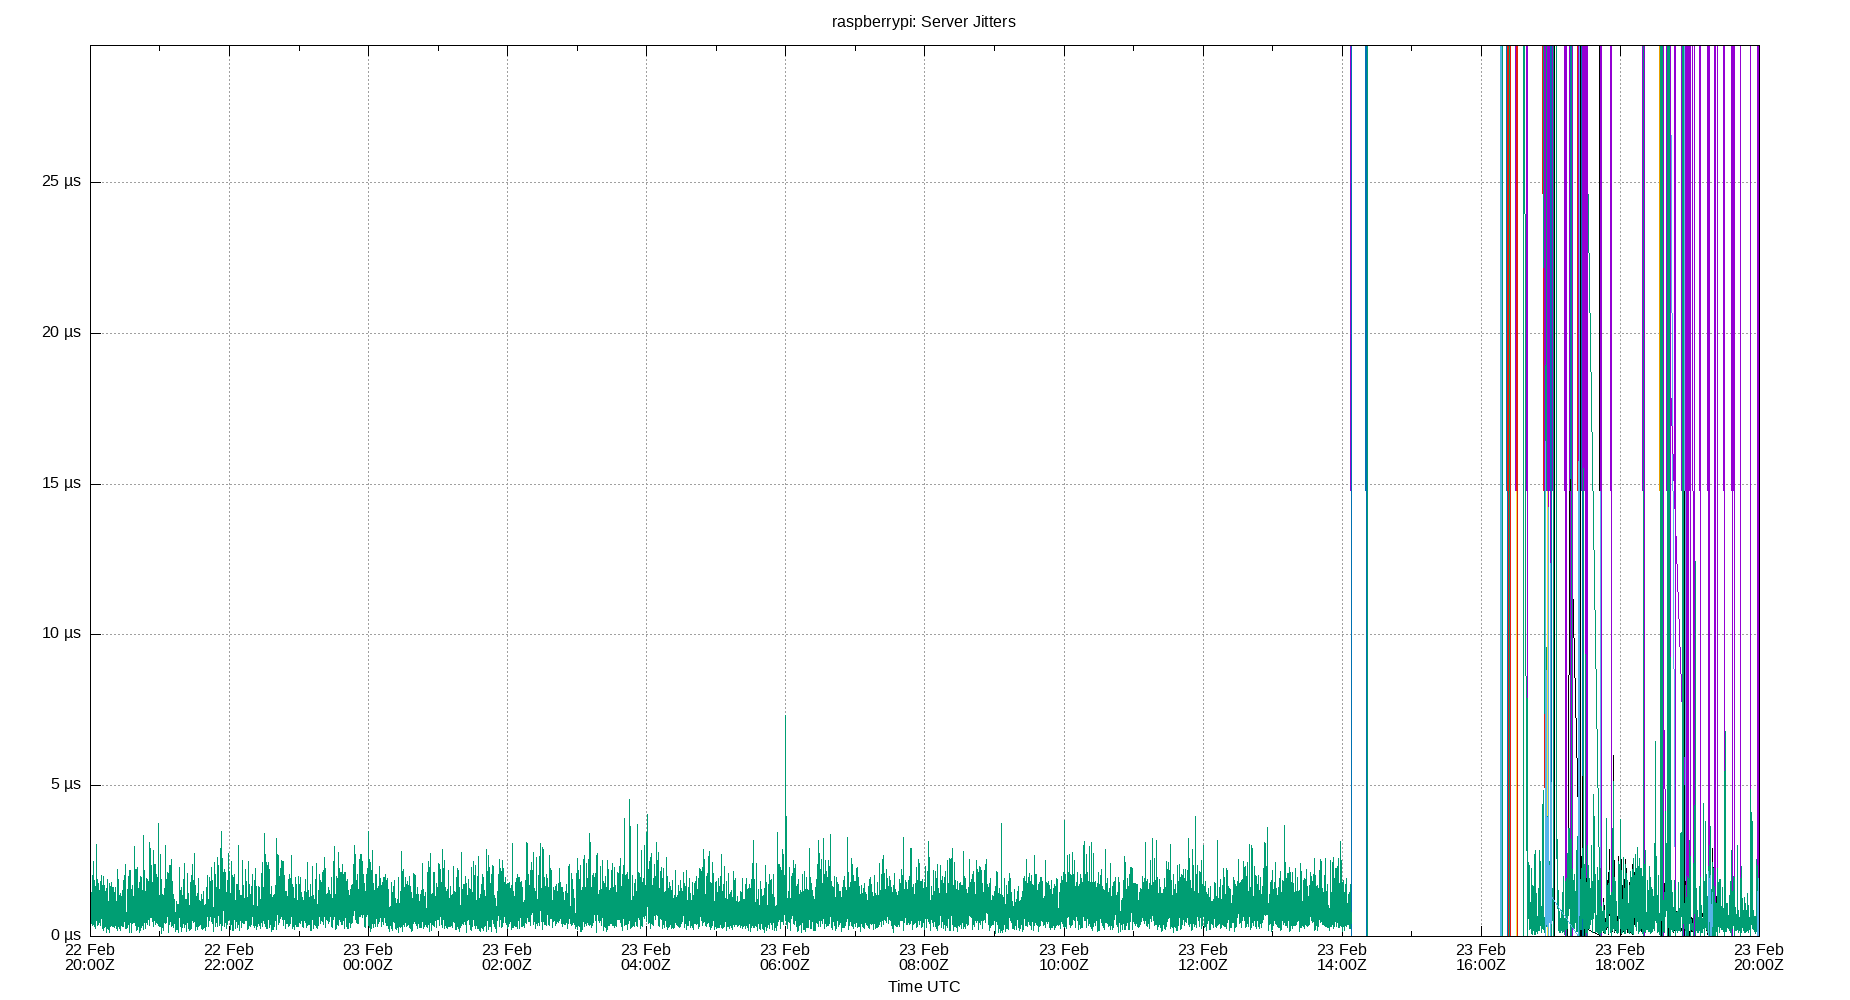 raspberrypi: Server Jitters
25 µs
20 µs
15 µs
10 µs
5 µs
0 µs
22 Feb 22 Feb 23 Feb 23 Feb 23 Feb 23 Feb 23 Feb 23 Feb 23 Feb 23 Feb 23 Feb 23 Feb 23 Feb
20:00Z 22:00Z 00:00Z 02:00Z 04:00Z 06:00Z 08:00Z 10:00Z 12:00Z 14:00Z 16:00Z 18:00Z 20:00Z
Time UTC